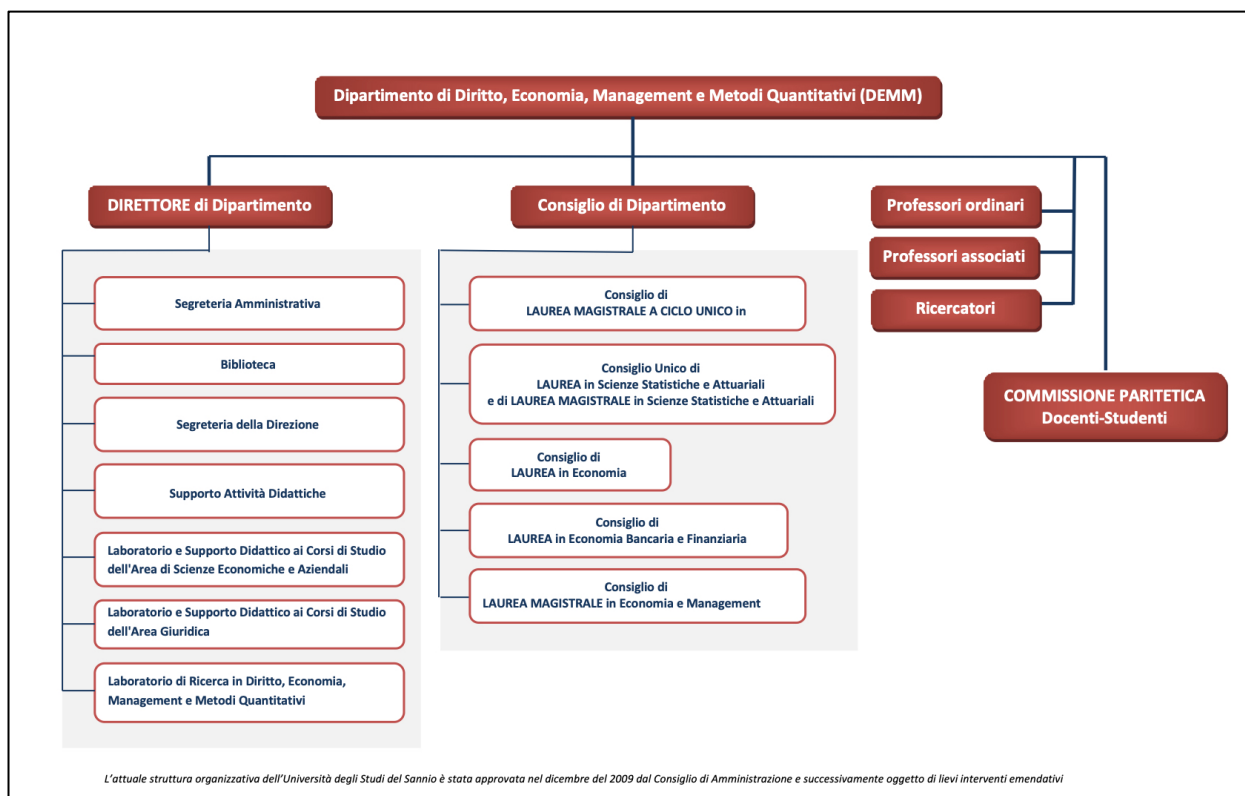 Dipartimento di Diritto, Economia, Management e Metodi Quantitativi (DEMM)
DIRETTORE di Dipartimento
Segreteria Amministrativa
Biblioteca
Segreteria della Direzione
Supporto Attività Didattiche
Laboratorio e Supporto Didattico ai Corsi di Studio
dell'Area di Scienze Economiche e Aziendali
Laboratorio e Supporto Didattico ai Corsi di Studio
dell'Area Giuridica
Laboratorio di Ricerca in Diritto, Economia,
Management e Metodi Quantitativi
Consiglio di Dipartimento
Consiglio di
LAUREA MAGISTRALE A CICLO UNICO in
Consiglio Unico di
LAUREA in Scienze Statistiche e Attuariali
e di LAUREA MAGISTRALE in Scienze Statistiche e Attuariali
Consiglio di
LAUREA in Economia
Consiglio di
LAUREA in Economia Bancaria e Finanziaria
Consiglio di
LAUREA MAGISTRALE in Economia e Management
Professori ordinari
Professori associati
Ricercatori
COMMISSIONE PARITETICA
Docenti-Studenti
L'attuale struttura organizzativa dell'Università degli Studi del Sannio è stata approvata nel dicembre del 2009 dal Consiglio di Amministrazione e successivamente oggetto di lievi interventi emendativi